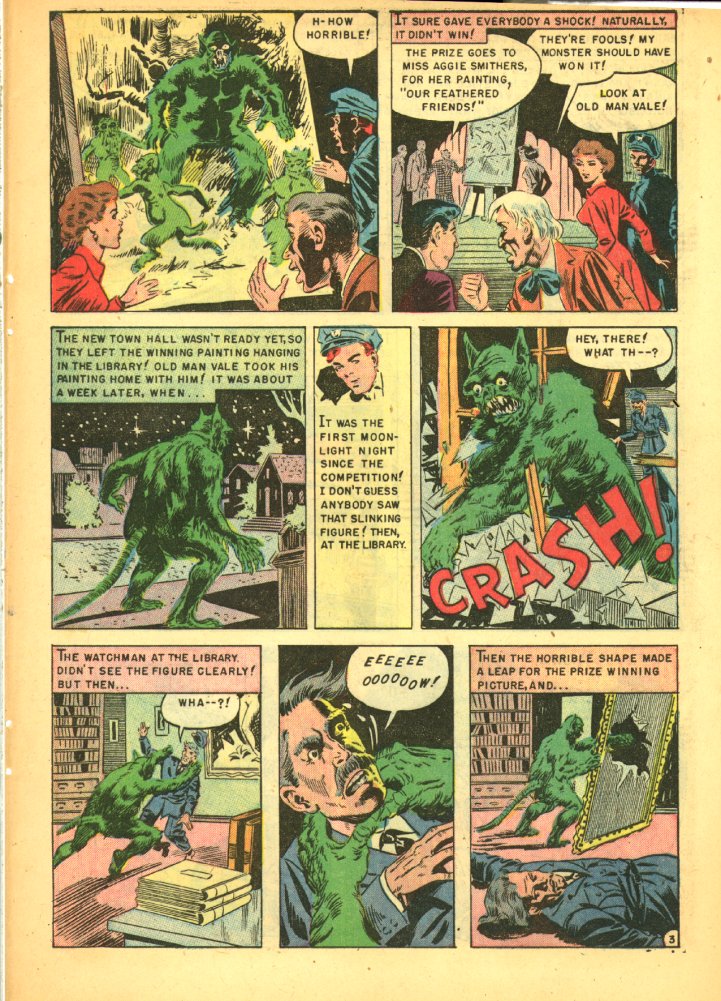 H-HOW
HORRIBLE!
IT SURE GAVE EVERYBODY A SHOCK! NATURALLY,
IT DIDN'T WIN!
THE PRIZE GOES TO
MISS AGGIE SMITHERS,
FOR HER PAINTING,
"OUR FEATHERED
FRIENDS!"
THEY'RE FOOLS! MY
MONSTER SHOULD HAVE
WON IT!
LOOK AT
OLD MAN VALE!
THE NEW TOWN HALL WASN'T READY YET, SO
THEY LEFT THE WINNING PAINTING HANGING
IN THE LIBRARY! OLD MAN VALE TOOK HIS
PAINTING HOME WITH HIM! IT WAS ABOUT
A WEEK LATER, WHEN...
IT WAS THE
FIRST MOON-
LIGHT NIGHT
SINCE THE
COMPETITION!
I DON'T GUESS
ANYBODY SAW
THAT SLINKING
FIGURE! THEN,
AT THE LIBRARY.
HEY, THERE!
WHAT TH--?
CRASH!
THE WATCHMAN AT THE LIBRARY
DIDN'T SEE THE FIGURE CLEARLY!
BUT THEN...
WHA--?!
EEEEEE
OOOOOOW!
THEN THE HORRIBLE SHAPE MADE
A LEAP FOR THE PRIZE WINNING
PICTURE, AND...
3